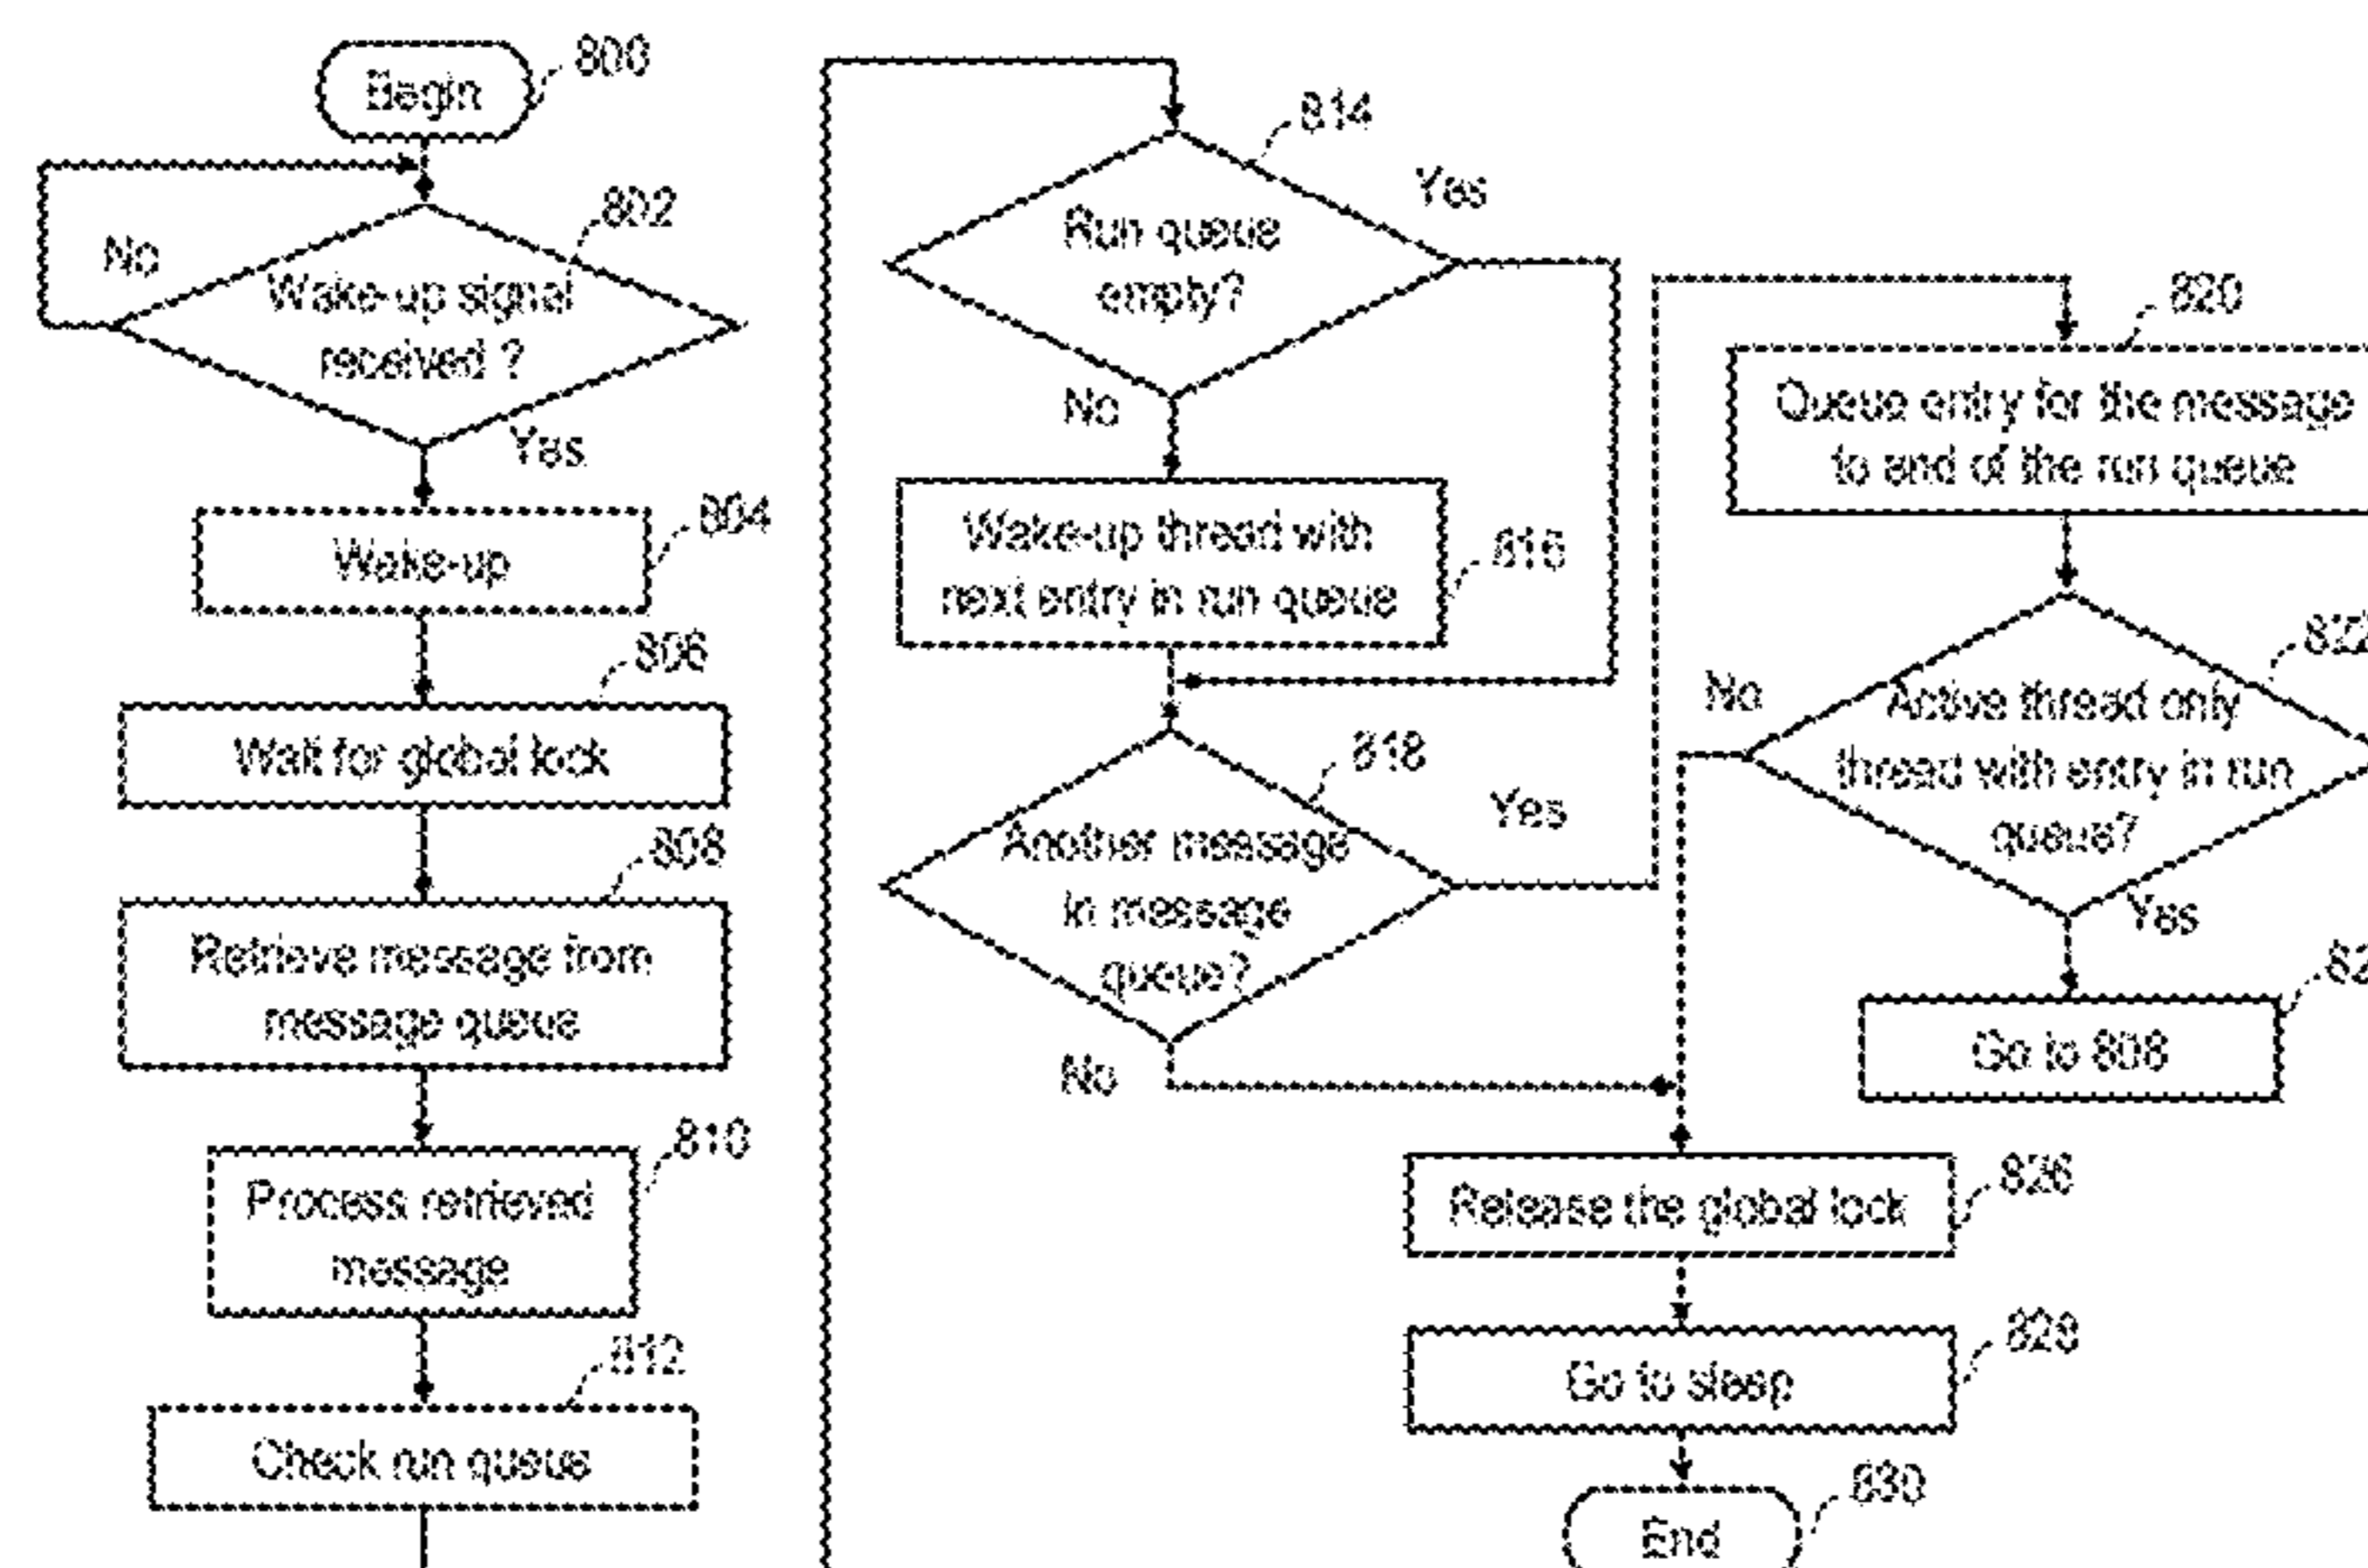 Begin
800
802
No
Wake-up signal
received ?
Yes
804
Wake-up
806
Wait for global lock
808
Retrieve message from
message queue
810
Process retrieved
message
812
Check run queue
814
Yes
Run queue
empty?
No
Wake-up thread with
next entry in run queue
816
818
Yes
Another message
in message
queue?
No
820
Queue entry for the message
to end of the run queue
822
No
Active thread only
thread with entry in run
queue?
Yes
Go to 808
826
Release the global lock
828
Go to sleep
830
End